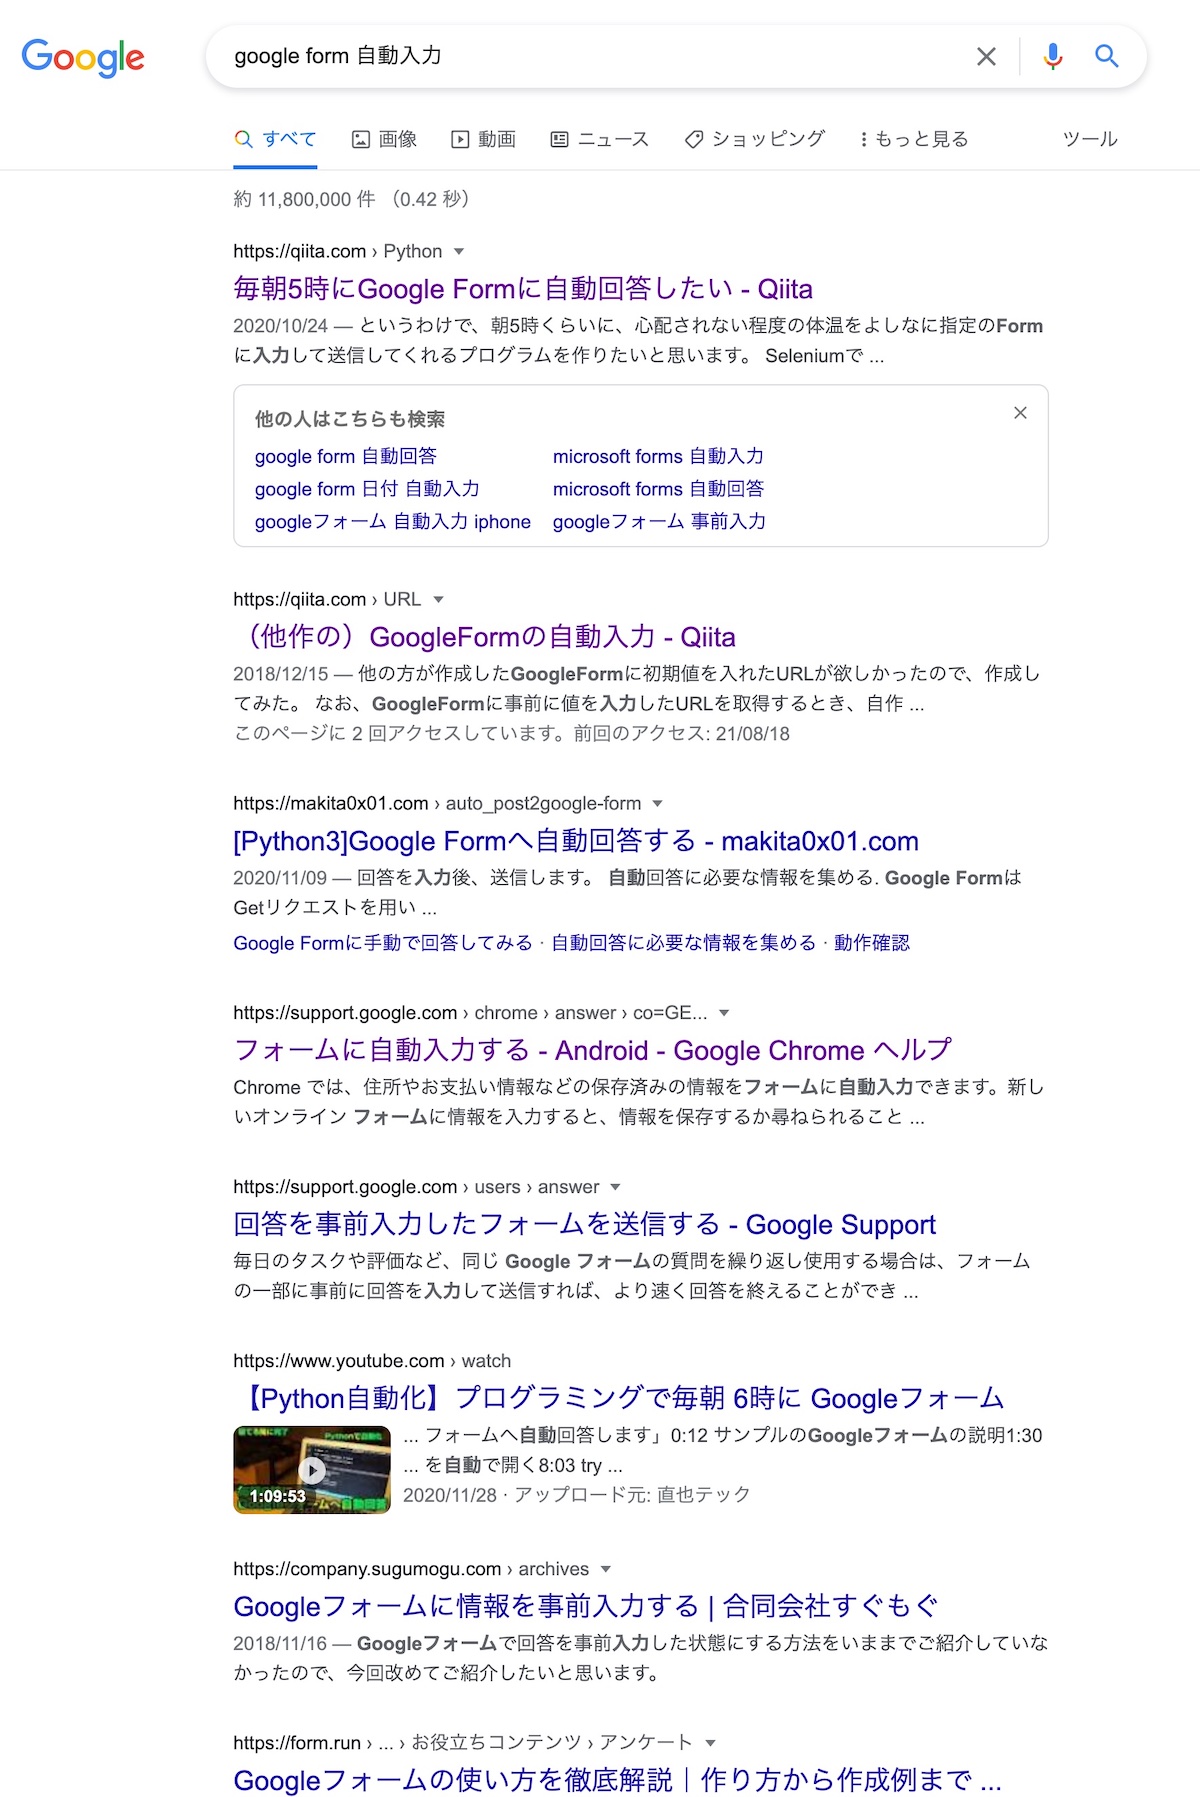 Google
google form 自動入力
すべて 画像 動画 ニュース ショッピング もっと見る ツール
約 11,800,000 件 （0.42 秒）
https://qiita.com › Python
毎朝5時にGoogle Formに自動回答したい - Qiita
2020/10/24 — というわけで、朝5時くらいに、心配されない程度の体温をよしなに指定のForm
に入力して送信してくれるプログラムを作りたいと思います。 Seleniumで ...
他の人はこちらも検索
google form 自動回答 microsoft forms 自動入力
google form 日付 自動入力 microsoft forms 自動回答
googleフォーム 自動入力 iphone googleフォーム 事前入力
https://qiita.com › URL
（他作の）GoogleFormの自動入力 - Qiita
2018/12/15 — 他の方が作成したGoogleFormに初期値を入れたURLが欲しかったので、作成し
てみた。 なお、GoogleFormに事前に値を入力したURLを取得するとき、自作 ...
このページに 2 回アクセスしています。前回のアクセス: 21/08/18
https://makita0x01.com › auto_post2google-form
[Python3]Google Formへ自動回答する - makita0x01.com
2020/11/09 — 回答を入力後、送信します。 自動回答に必要な情報を集める. Google Formは
Getリクエストを用い ...
Google Formに手動で回答してみる · 自動回答に必要な情報を集める · 動作確認
https://support.google.com › chrome › answer › co=GE...
フォームに自動入力する - Android - Google Chrome ヘルプ
Chrome では、住所やお支払い情報などの保存済みの情報をフォームに自動入力できます。新し
いオンライン フォームに情報を入力すると、情報を保存するか尋ねられること ...
https://support.google.com › users › answer
回答を事前入力したフォームを送信する - Google Support
毎日のタスクや評価など、同じ Google フォームの質問を繰り返し使用する場合は、フォーム
の一部に事前に回答を入力して送信すれば、より速く回答を終えることができ ...
https://www.youtube.com › watch
【Python自動化】プログラミングで毎朝 6時に Googleフォーム
... フォームへ自動回答します」0:12 サンプルのGoogleフォームの説明1:30
... を自動で開く8:03 try ...
2020/11/28 · アップロード元: 直也テック
Pythonで自動化
1:09:53
https://company.sugumogu.com › archives
Googleフォームに情報を事前入力する | 合同会社すぐもぐ
2018/11/16 — Googleフォームで回答を事前入力した状態にする方法をいままでご紹介していな
かったので、今回改めてご紹介したいと思います。
https://form.run › ... › お役立ちコンテンツ › アンケート
Googleフォームの使い方を徹底解説｜作り方から作成例まで ...